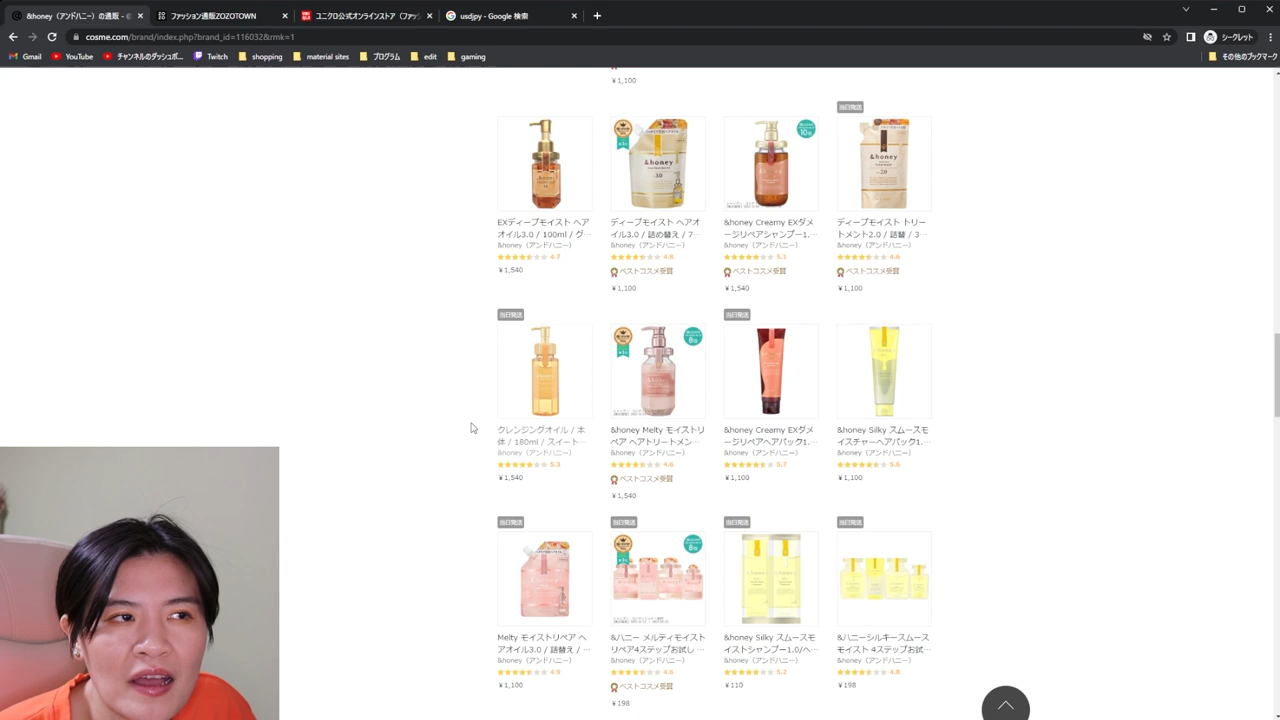 &honey（アンドハニー）の通販 -
ファッション通販ZOZOTOWN
ユニクロ公式オンラインストア（ファッ
usdjpy - Google 検索
cosme.com/brand/index.php?brand_id=116032&rmk=1
シークレット
Gmail
YouTube
チャンネルのダッシュボ...
Twitch
shopping
material sites
プログラム
edit
gaming
その他のブックマーク
￥1,100
当日発送
&honey
3.0
10位
&honey
2.0
EXディープモイスト ヘア
オイル3.0 / 100ml / グ…
&honey（アンドハニー）
4.7
￥1,540
ディープモイスト ヘアオ
イル3.0 / 詰め替え / 7…
&honey（アンドハニー）
4.8
ベストコスメ受賞
￥1,100
&honey Creamy EXダメ
ージリペアシャンプー1.…
&honey（アンドハニー）
5.1
ベストコスメ受賞
￥1,540
ディープモイスト トリー
トメント2.0 / 詰替 / 3…
&honey（アンドハニー）
4.6
ベストコスメ受賞
￥1,100
当日発送
当日発送
8位
クレンジングオイル / 本
体 / 180ml / スイート…
&honey（アンドハニー）
5.3
￥1,540
&honey Melty モイストリ
ペア ヘアトリートメン…
&honey（アンドハニー）
4.6
ベストコスメ受賞
￥1,540
&honey Creamy EXダメ
ージリペアヘアパック1.…
&honey（アンドハニー）
5.7
￥1,100
&honey Silky スムースモ
イスチャーヘアパック1.…
&honey（アンドハニー）
5.6
￥1,100
当日発送
当日発送
当日発送
当日発送
8位
Melty モイストリペア ヘ
アオイル3.0 / 詰替え / …
&honey（アンドハニー）
4.9
￥1,100
&ハニー メルティモイスト
リペア4ステップお試し …
&honey（アンドハニー）
4.6
ベストコスメ受賞
￥198
&honey Silky スムースモ
イストシャンプー1.0/ヘ…
&honey（アンドハニー）
5.2
￥110
&ハニーシルキースムース
モイスト 4ステップお試…
&honey（アンドハニー）
4.8
￥198